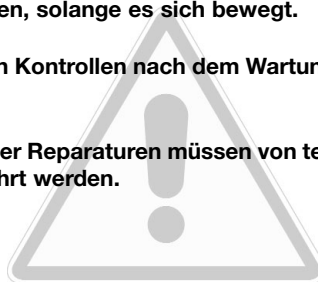 en, solange es sich bewegt.
n Kontrollen nach dem Wartun
er Reparaturen müssen von te
hrt werden.